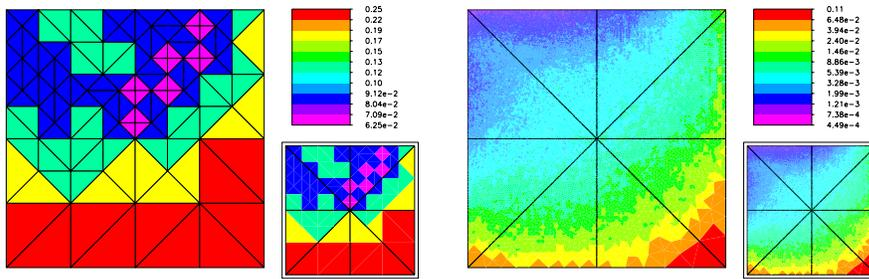 0.25
0.22
0.19
0.17
0.15
0.13
0.12
0.10
9.12e-2
8.04e-2
7.09e-2
6.25e-2
0.11
6.48e-2
3.94e-2
2.40e-2
1.46e-2
8.86e-3
5.39e-3
3.28e-3
1.99e-3
1.21e-3
7.38e-4
4.49e-4